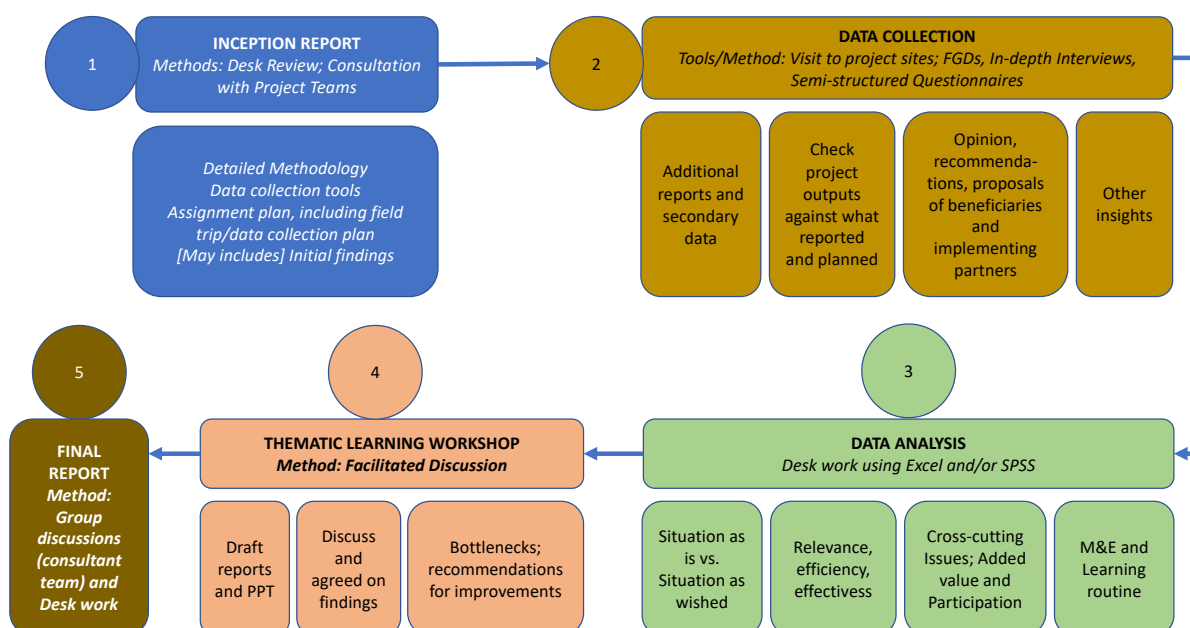 1
INCEPTION REPORT
Methods: Desk Review; Consultation
with Project Teams
Detailed Methodology
Data collection tools
Assignment plan, including field
trip/data collection plan
[May includes] Initial findings
2
DATA COLLECTION
Tools/Method: Visit to project sites; FGDs, In-depth Interviews,
Semi-structured Questionnaires
Additional
reports and
secondary
data
Check
project
outputs
against what
reported
and planned
Opinion,
recommenda-
tions, proposals
of beneficiaries
and
implementing
partners
Other
insights
3
DATA ANALYSIS
Desk work using Excel and/or SPSS
Situation as
is vs.
Situation as
wished
Relevance,
efficiency,
effectivess
Cross-cutting
Issues; Added
value and
Participation
M&E and
Learning
routine
4
THEMATIC LEARNING WORKSHOP
Method: Facilitated Discussion
Draft
reports
and PPT
Discuss
and
agreed on
findings
Bottlenecks;
recommendations
for improvements
5
FINAL
REPORT
Method:
Group
discussions
(consultant
team) and
Desk work